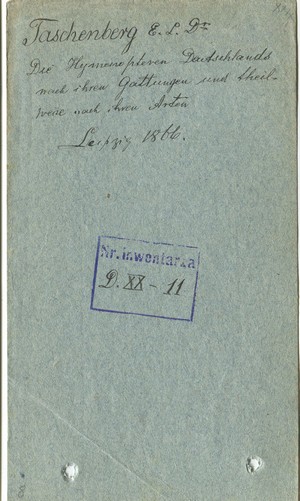 Taschenberg E. L. Dr
Die Hymenopteren Deutschlands
nach ihren Gattungen und theil-
weise nach ihren Arten
Leipzig 1866.
Nr. inwentarza
D. XX - 11